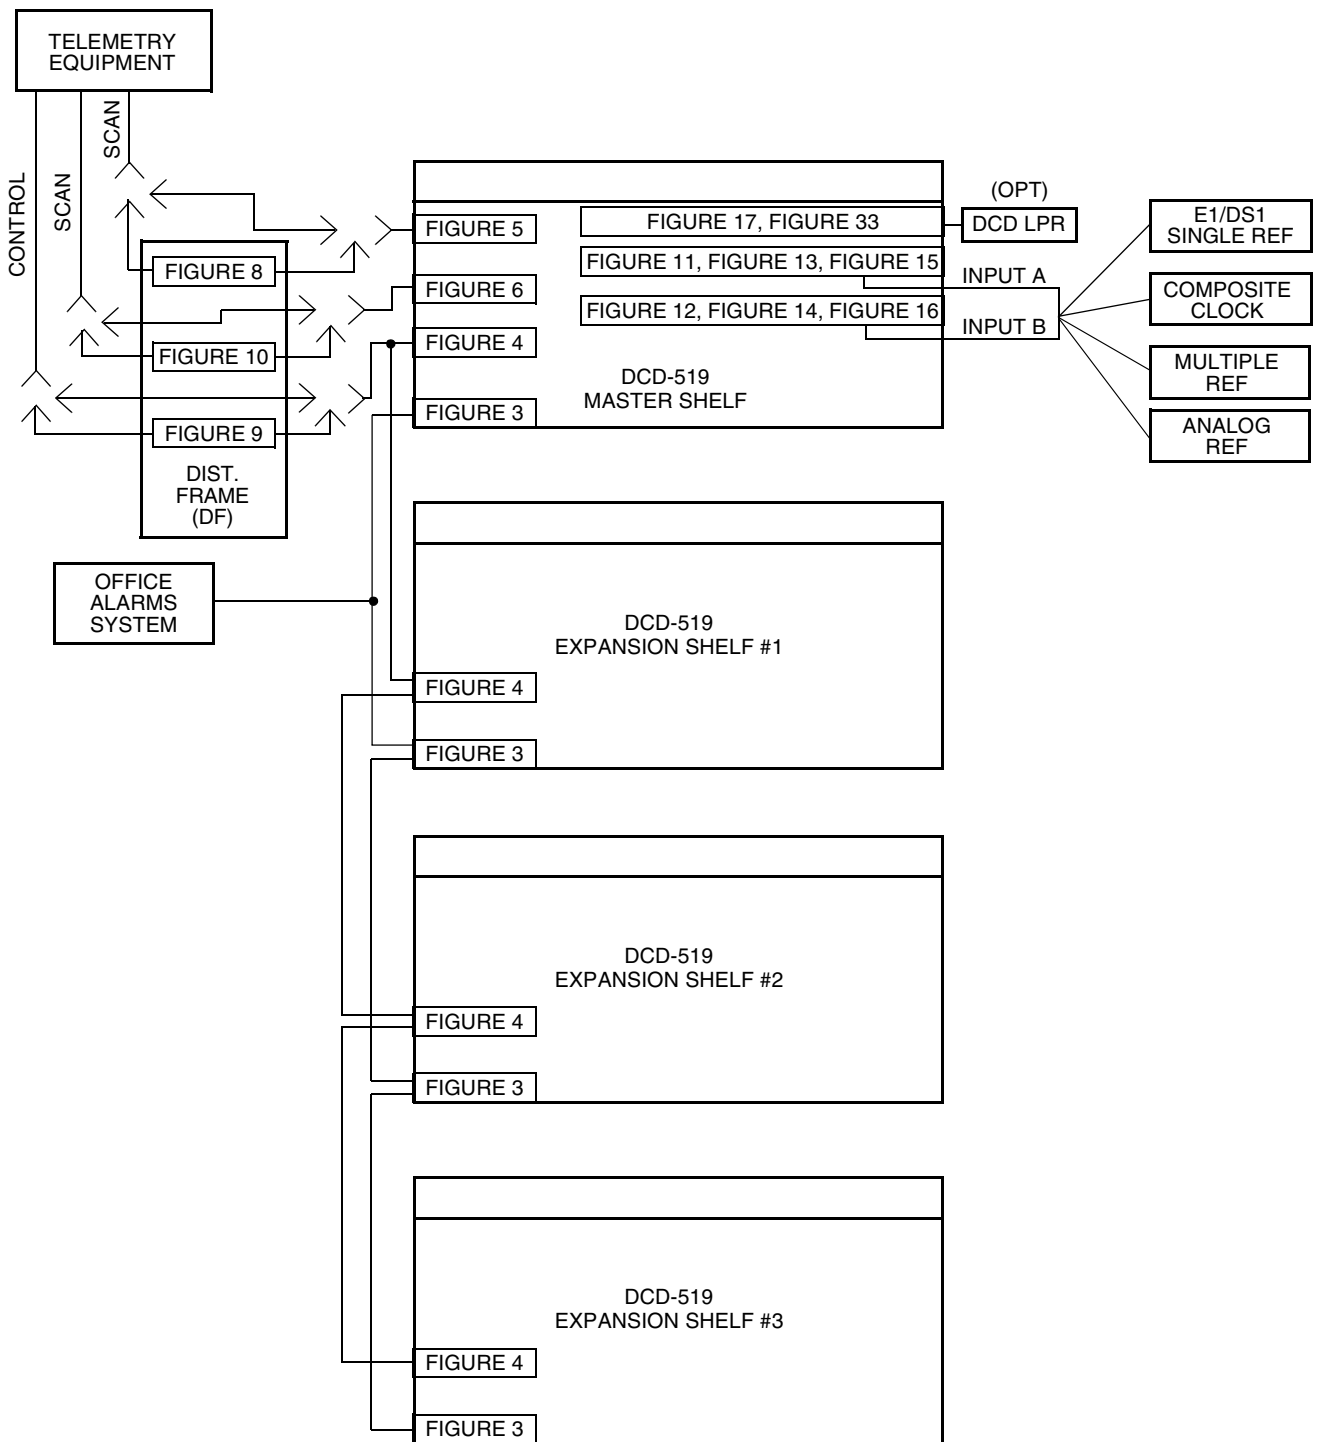 TELEMETRY
EQUIPMENT
CONTROL
SCAN
SCAN
FIGURE 8
FIGURE 10
FIGURE 9
DIST.
FRAME
(DF)
OFFICE
ALARMS
SYSTEM
FIGURE 5
FIGURE 6
FIGURE 4
FIGURE 3
FIGURE 17, FIGURE 33
FIGURE 11, FIGURE 13, FIGURE 15
FIGURE 12, FIGURE 14, FIGURE 16
DCD-519
MASTER SHELF
(OPT)
DCD LPR
INPUT A
INPUT B
E1/DS1
SINGLE REF
COMPOSITE
CLOCK
MULTIPLE
REF
ANALOG
REF
DCD-519
EXPANSION SHELF #1
FIGURE 4
FIGURE 3
DCD-519
EXPANSION SHELF #2
FIGURE 4
FIGURE 3
DCD-519
EXPANSION SHELF #3
FIGURE 4
FIGURE 3